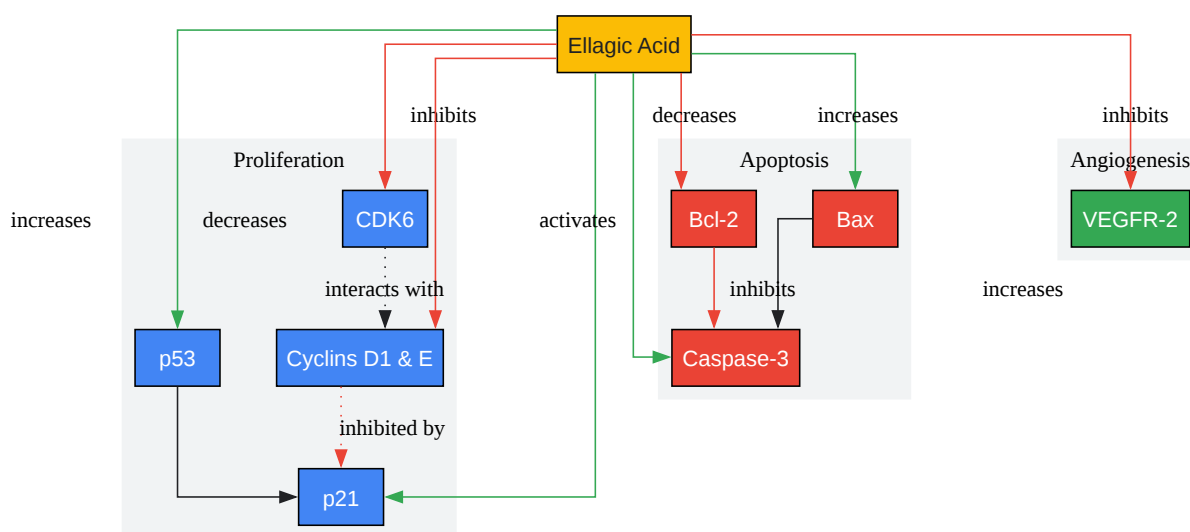 Ellagic Acid
inhibits
decreases
increases
inhibits
Proliferation
Apoptosis
Angiogenesis
increases
decreases
CDK6
activates
Bcl-2
Bax
VEGFR-2
interacts with
inhibits
increases
p53
Cyclins D1 & E
Caspase-3
inhibited by
p21